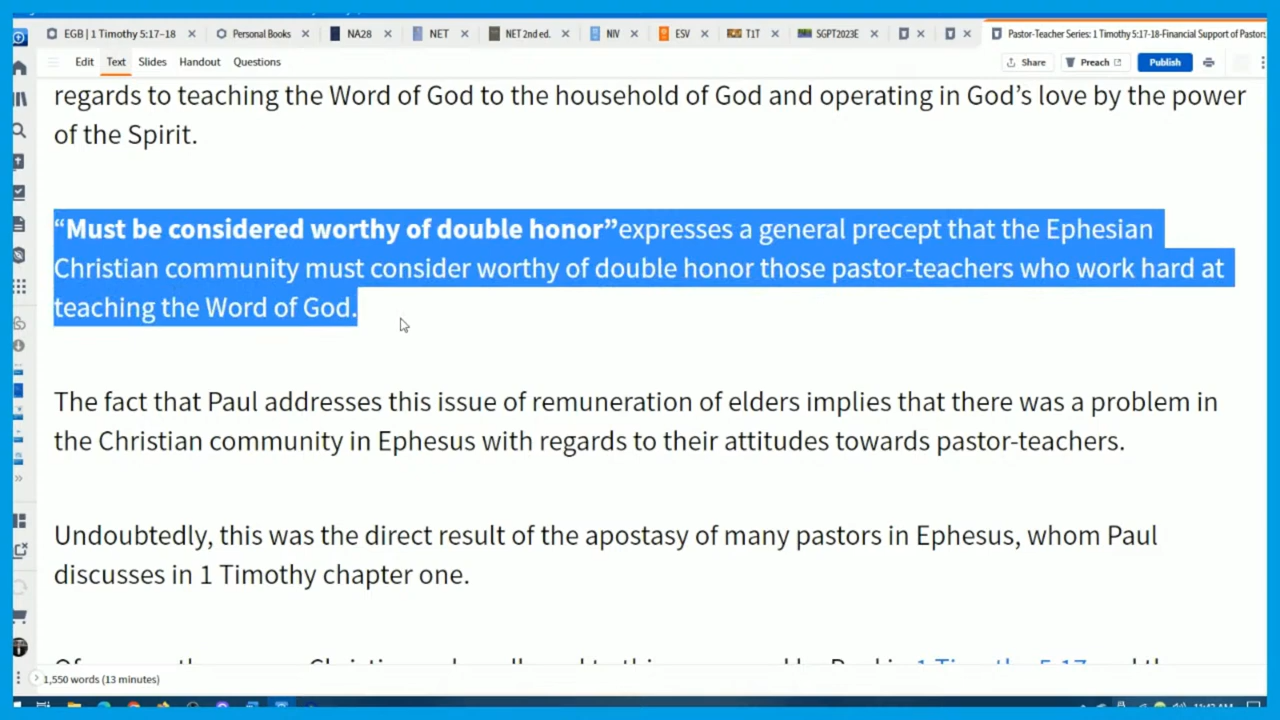 EGB | 1 Timothy 5:17–18 Personal Books NA28 NET NET 2nd ed. NIV ESV T1T SGPT2023E Pastor-Teacher Series: 1 Timothy 5:17-18-Financial Support of Pastors
Edit Text Slides Handout Questions Share Preach Publish
regards to teaching the Word of God to the household of God and operating in God’s love by the power
of the Spirit.
“Must be considered worthy of double honor”expresses a general precept that the Ephesian
Christian community must consider worthy of double honor those pastor-teachers who work hard at
teaching the Word of God.
The fact that Paul addresses this issue of remuneration of elders implies that there was a problem in
the Christian community in Ephesus with regards to their attitudes towards pastor-teachers.
Undoubtedly, this was the direct result of the apostasy of many pastors in Ephesus, whom Paul
discusses in 1 Timothy chapter one.
1 Timothy 5:17
1,550 words (13 minutes)